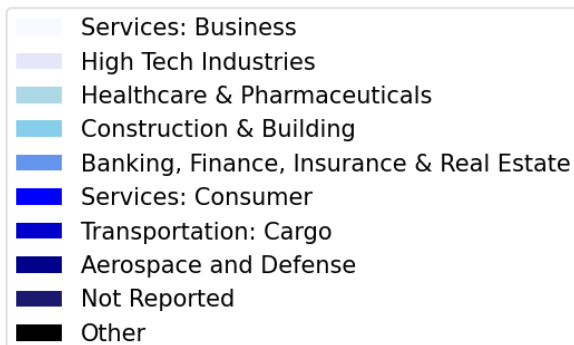 Services: Business
High Tech Industries
Healthcare & Pharmaceuticals
Construction & Building
Banking, Finance, Insurance & Real Estate
Services: Consumer
Transportation: Cargo
Aerospace and Defense
Not Reported
Other